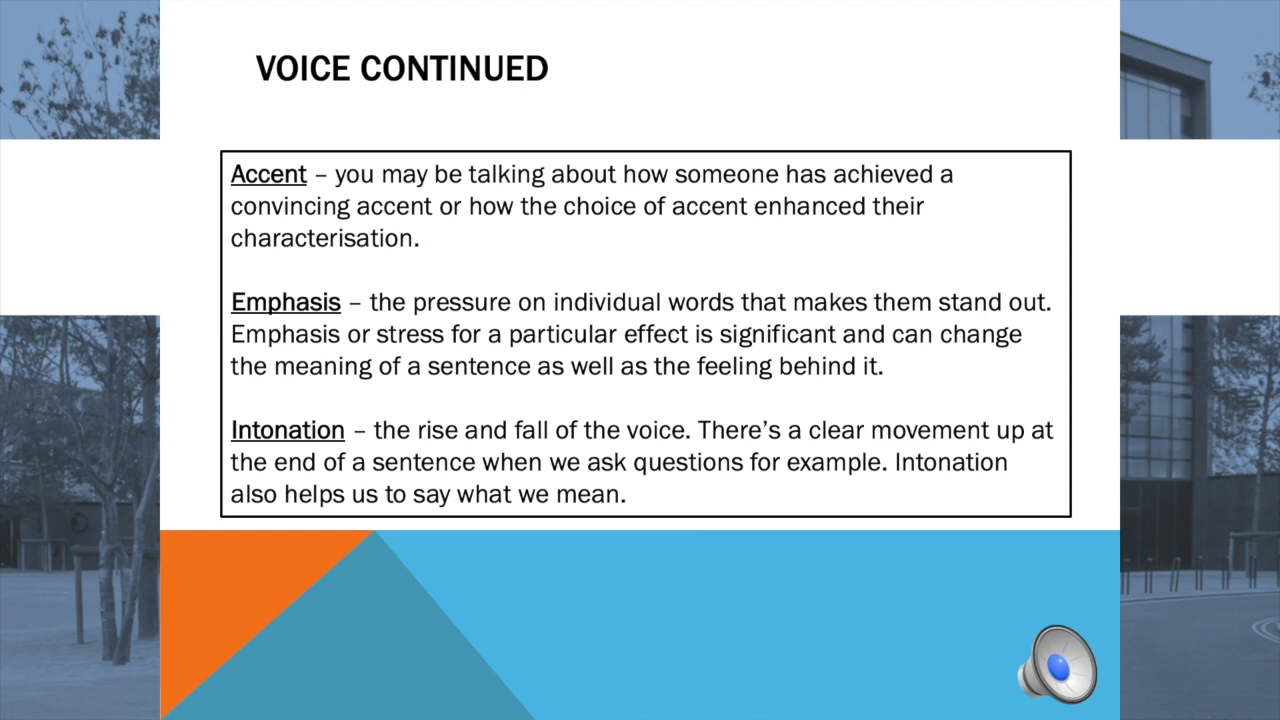 VOICE CONTINUED
Accent – you may be talking about how someone has achieved a
convincing accent or how the choice of accent enhanced their
characterisation.
Emphasis – the pressure on individual words that makes them stand out.
Emphasis or stress for a particular effect is significant and can change
the meaning of a sentence as well as the feeling behind it.
Intonation – the rise and fall of the voice. There’s a clear movement up at
the end of a sentence when we ask questions for example. Intonation
also helps us to say what we mean.